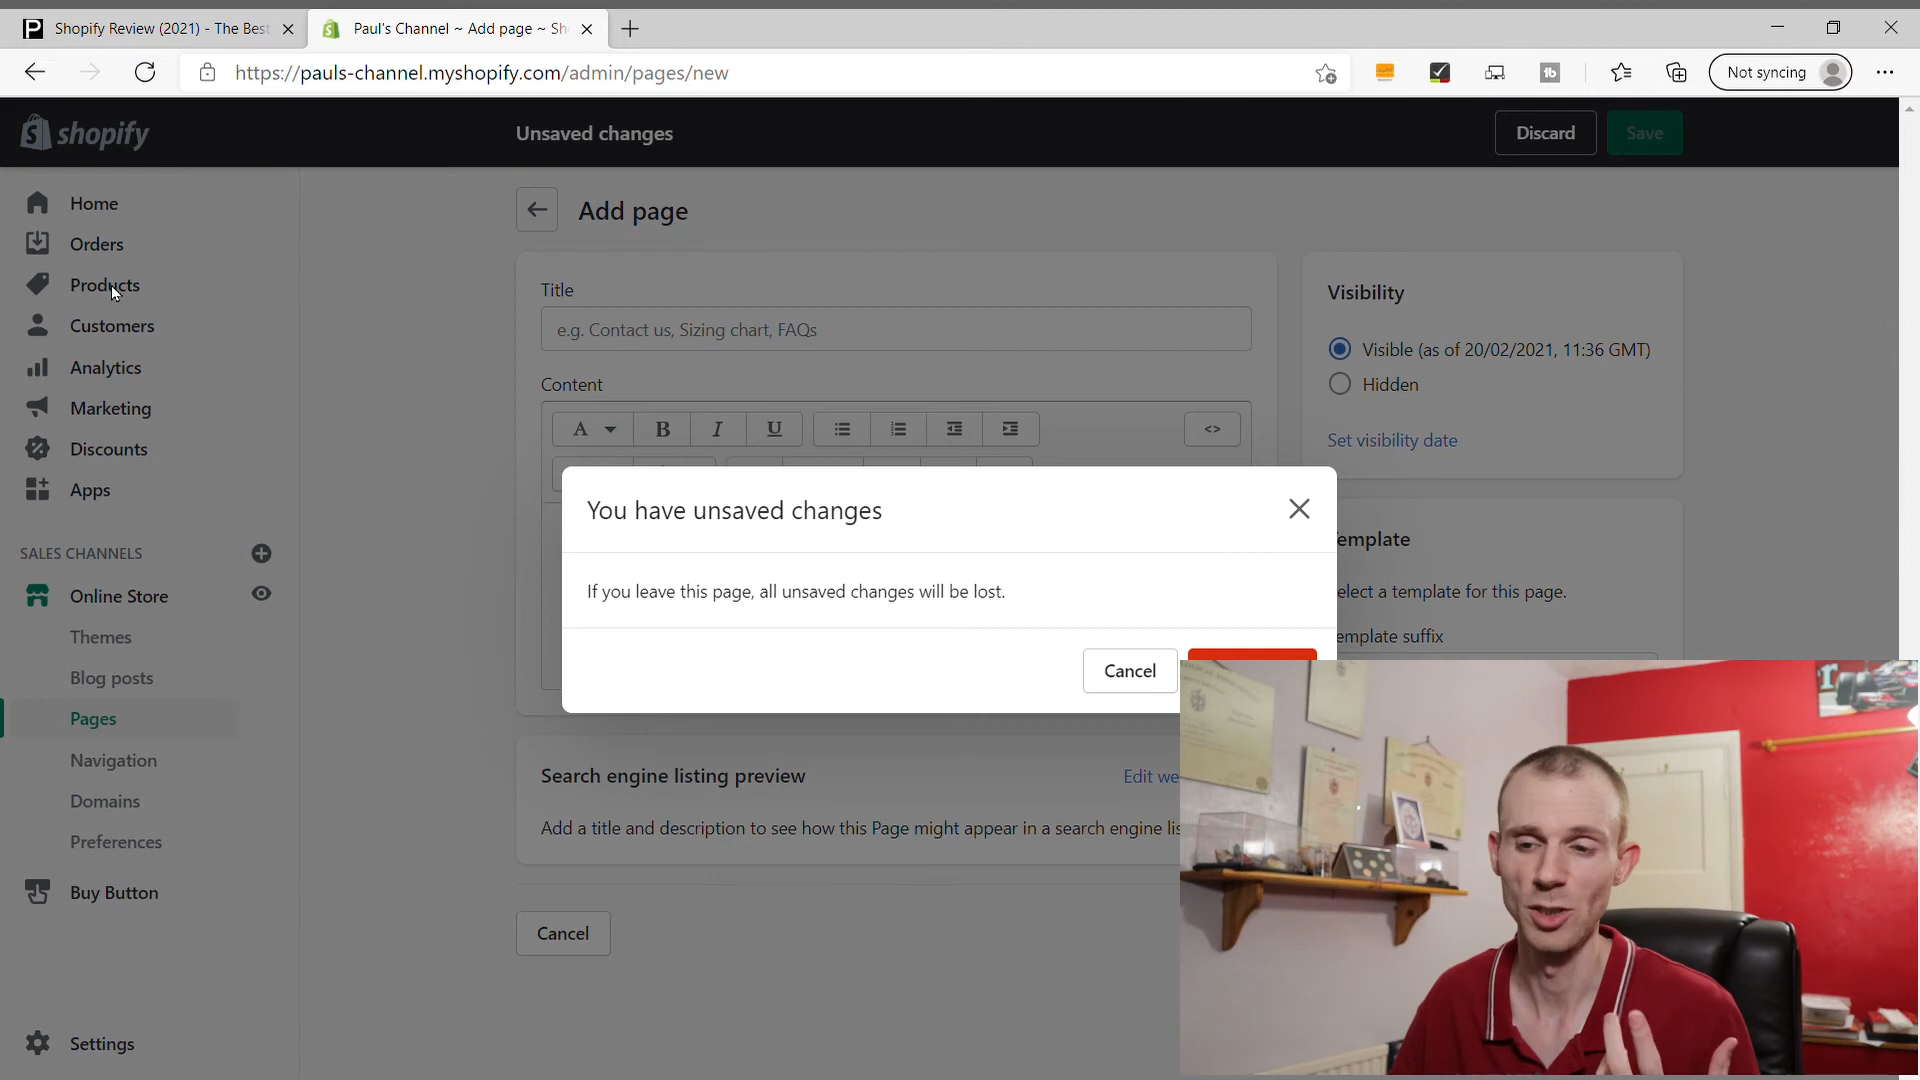 Shopify Review (2021) - The Best
Paul's Channel ~ Add page ~ Sh
https://pauls-channel.myshopify.com/admin/pages/new
Not syncing
shopify
Unsaved changes
Discard
Save
Home
Orders
Products
Customers
Analytics
Marketing
Discounts
Apps
SALES CHANNELS
Online Store
Themes
Blog posts
Pages
Navigation
Domains
Preferences
Buy Button
Settings
Add page
Title
e.g. Contact us, Sizing chart, FAQs
Content
A
B
I
U
<>
Visibility
Visible (as of 20/02/2021, 11:36 GMT)
Hidden
Set visibility date
You have unsaved changes
If you leave this page, all unsaved changes will be lost.
Cancel
emplate
elect a template for this page.
emplate suffix
Search engine listing preview
Edit we
Add a title and description to see how this Page might appear in a search engine lis
Cancel